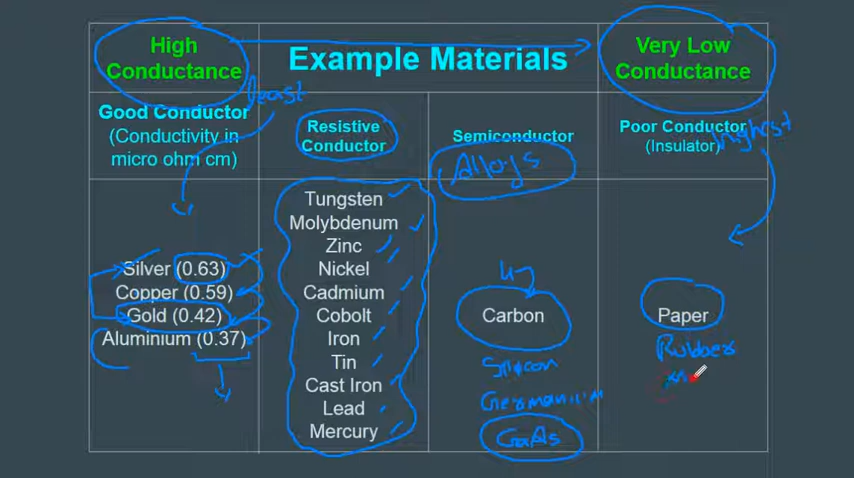 High
Conductance
Example Materials
Very Low
Conductance
least
Good Conductor
(Conductivity in
micro ohm cm)
Resistive
Conductor
Semiconductor
Alloys
Poor Conductor
(Insulator)
highest
Silver (0.63)
Copper (0.59)
Gold (0.42)
Aluminium (0.37)
Tungsten
Molybdenum
Zinc
Nickel
Cadmium
Cobolt
Iron
Tin
Cast Iron
Lead
Mercury
Carbon
Silicon
Germanium
GaAs
Paper
Rubber